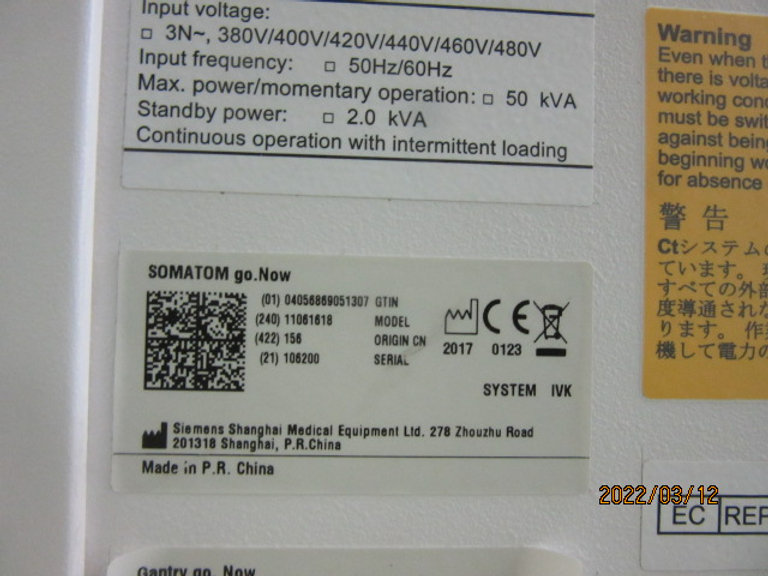 Input voltage:
□ 3N~, 380V/400V/420V/440V/460V/480V
Input frequency: □ 50Hz/60Hz
Max. power/momentary operation: □ 50 kVA
Standby power: □ 2.0 kVA
Continuous operation with intermittent loading
SOMATOM go.Now
(01) 04056869051307 GTIN
(240) 11061618 MODEL
(422) 156 ORIGIN CN
(21) 106200 SERIAL
2017 0123
SYSTEM IVK
Siemens Shanghai Medical Equipment Ltd. 278 Zhouzhu Road
201318 Shanghai, P.R.China
Made in P.R. China
Gantry go. Now
Warning
Even when
there is
working
must be
against being
beginning
for absence
警告
Ctシステム
ています。
すべての外部
度導通された
ります。
機して電力の
2022/03/12
EC REP